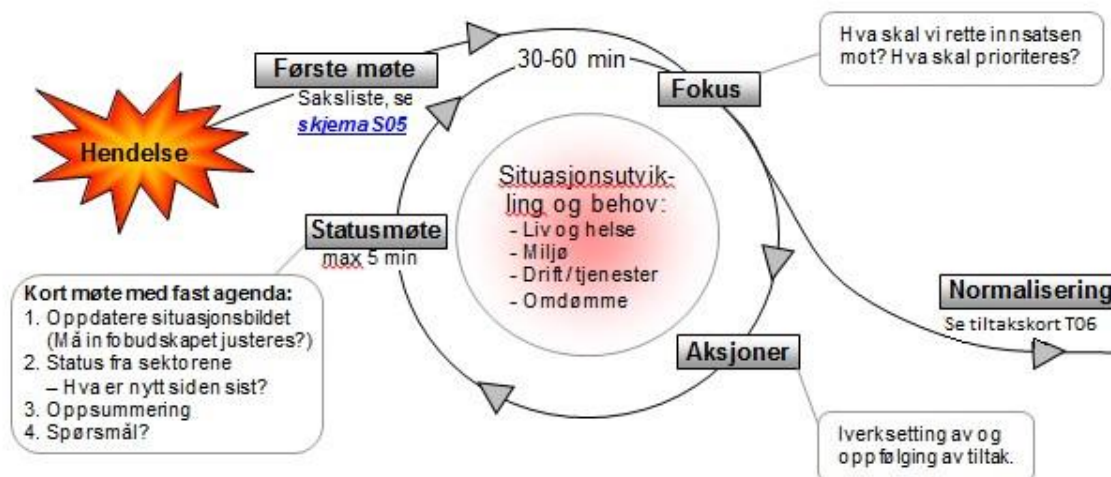 Hendelse
Første møte
Saksliste, se
skjema S05
30-60 min
Fokus
Hva skal vi rette innsatsen
mot? Hva skal prioriteres?
Situasjonsutvik-
ling og behov:
- Liv og helse
- Miljø
- Drift/tjenester
- Omdømme
Statusmøte
max 5 min
Kort møte med fast agenda:
1. Oppdatere situasjonsbildet
(Må infobudskapet justeres?)
2. Status fra sektorene
– Hva er nytt siden sist?
3. Oppsummering
4. Spørsmål?
Aksjoner
Iverksetting av og
oppfølging av tiltak.
Normalisering
Se tiltakskort T06